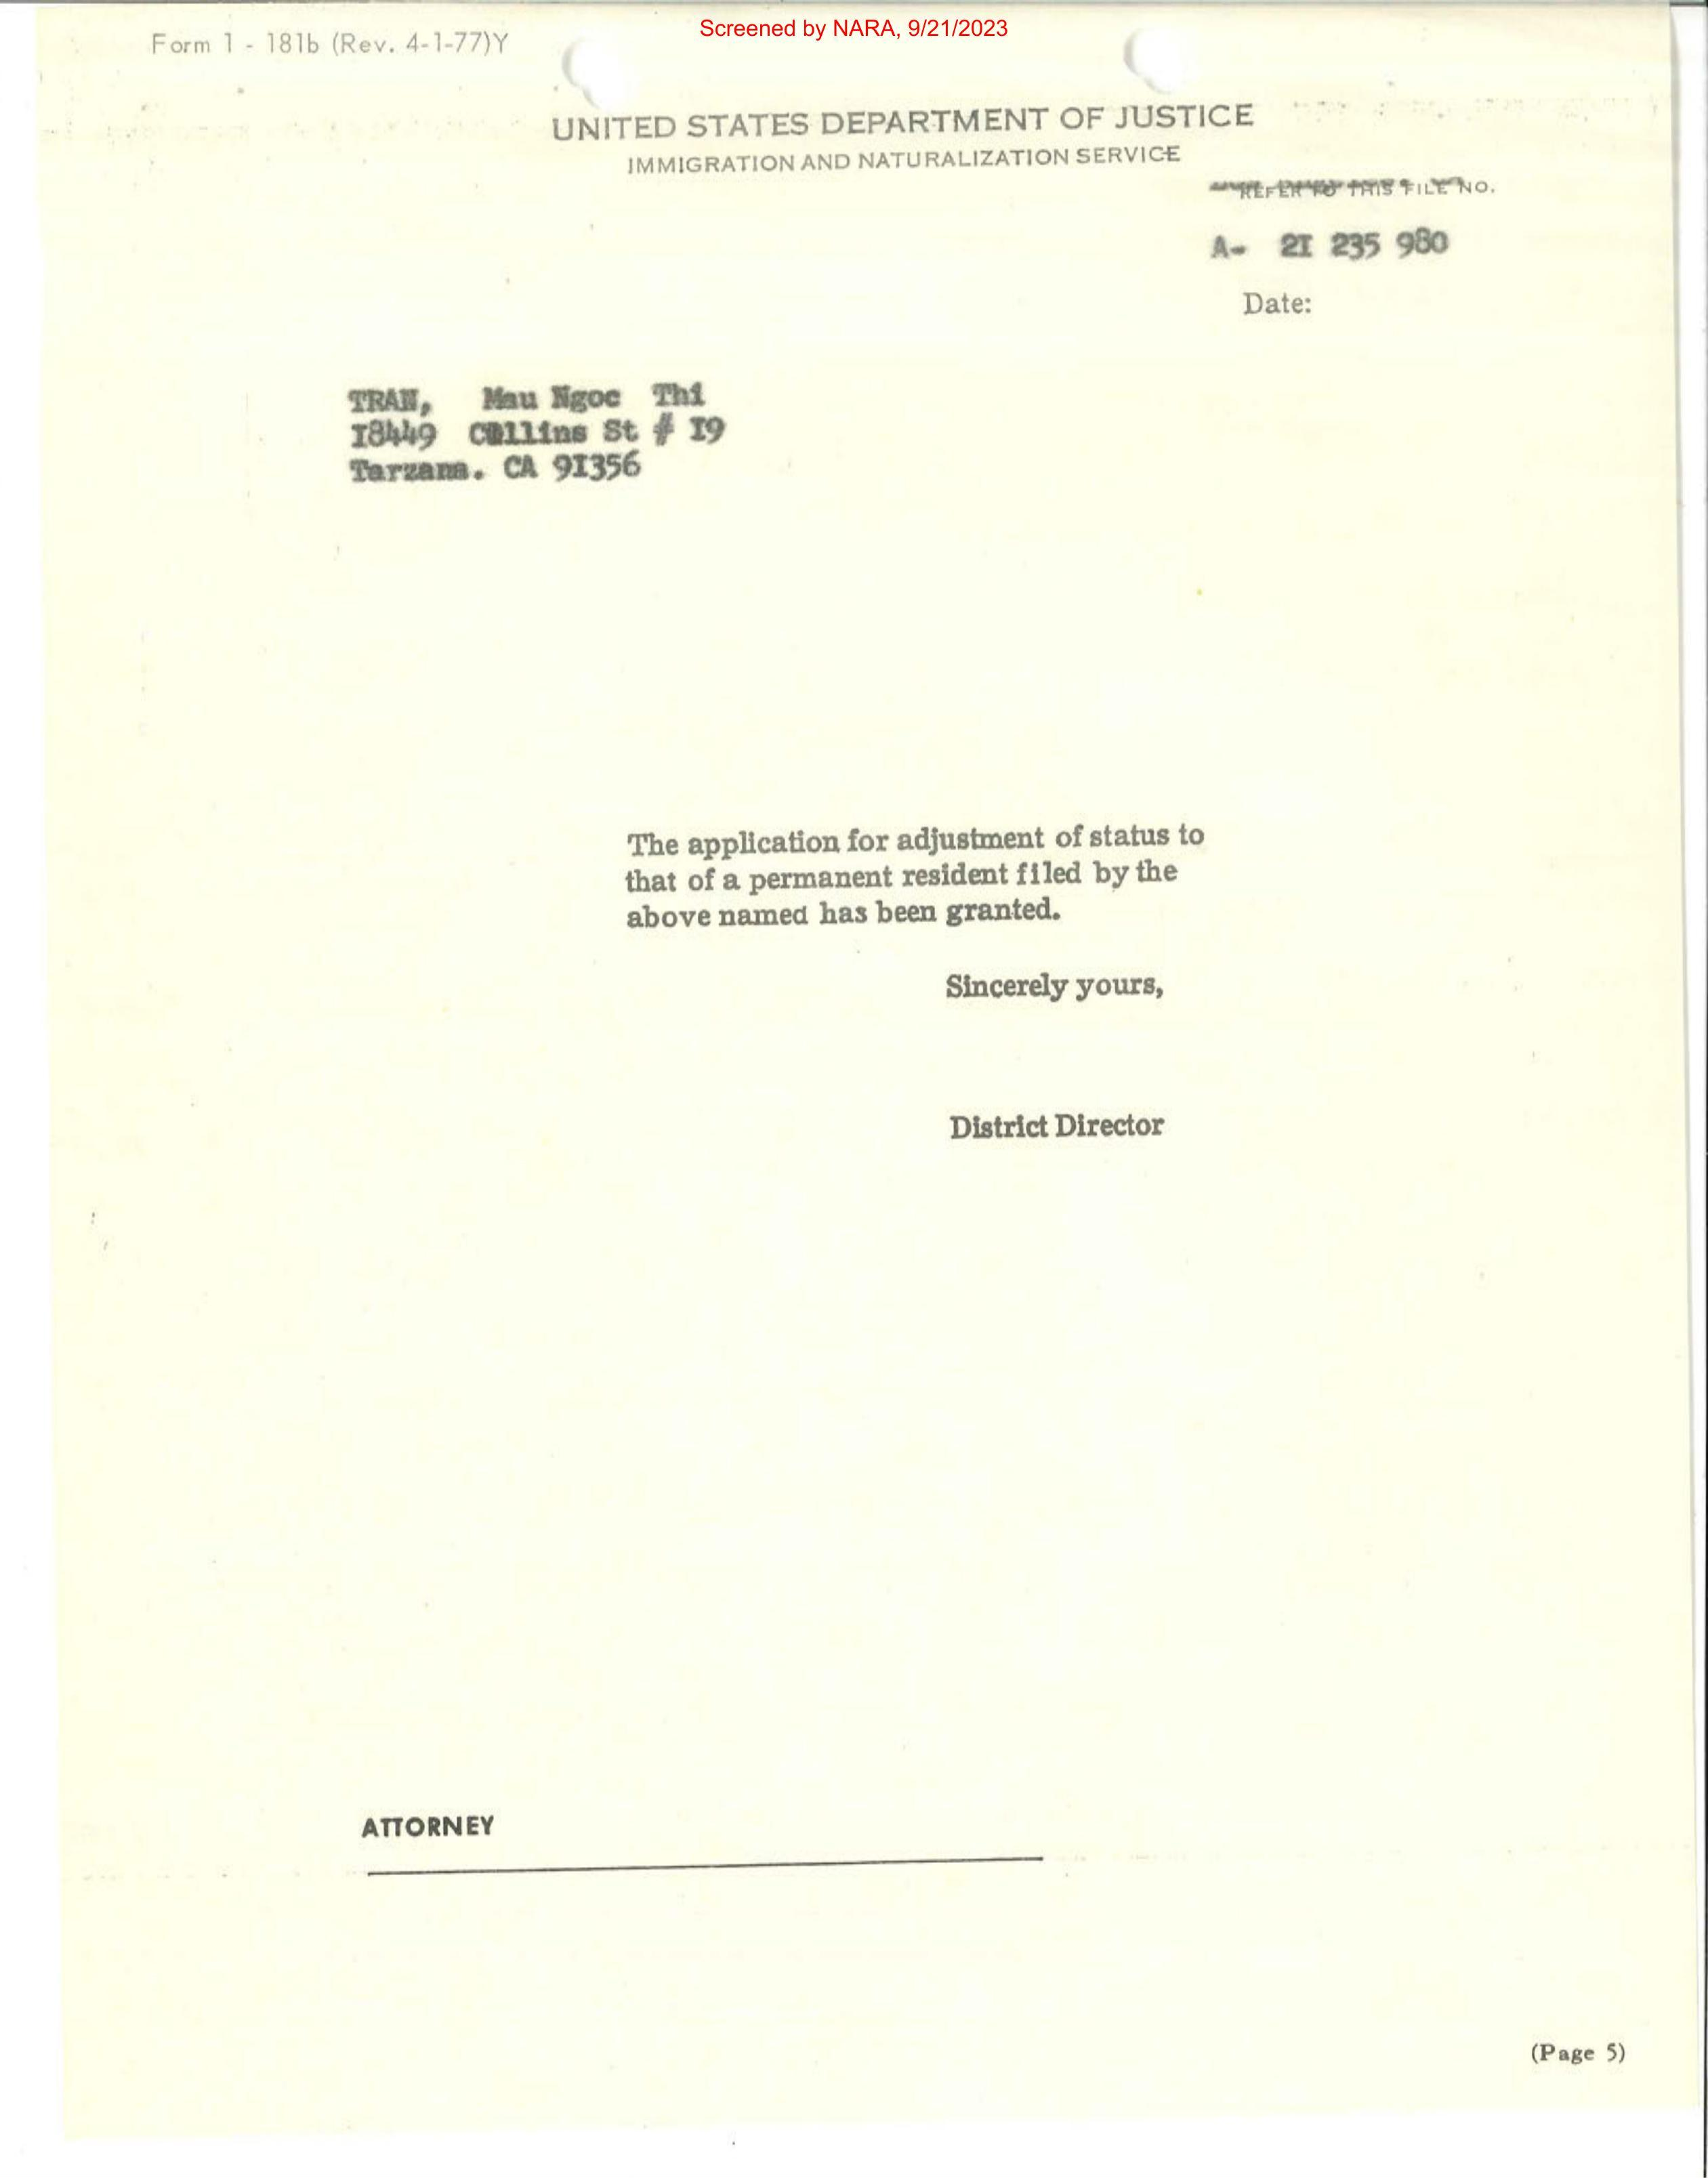 Screened by NARA, 9/21/2023
Form 1 - 181b (Rev. 4-1-77)Y
UNITED STATES DEPARTMENT OF JUSTICE
IMMIGRATION AND NATURALIZATION SERVICE
REFER TO THIS FILE NO.
A- 2I 235 980
Date:
TRAN, Mau Ngoc Thi
I8449 Collins St # I9
Tarzana. CA 9I356
The application for adjustment of status to
that of a permanent resident filed by the
above named has been granted.
Sincerely yours,
District Director
ATTORNEY
(Page 5)